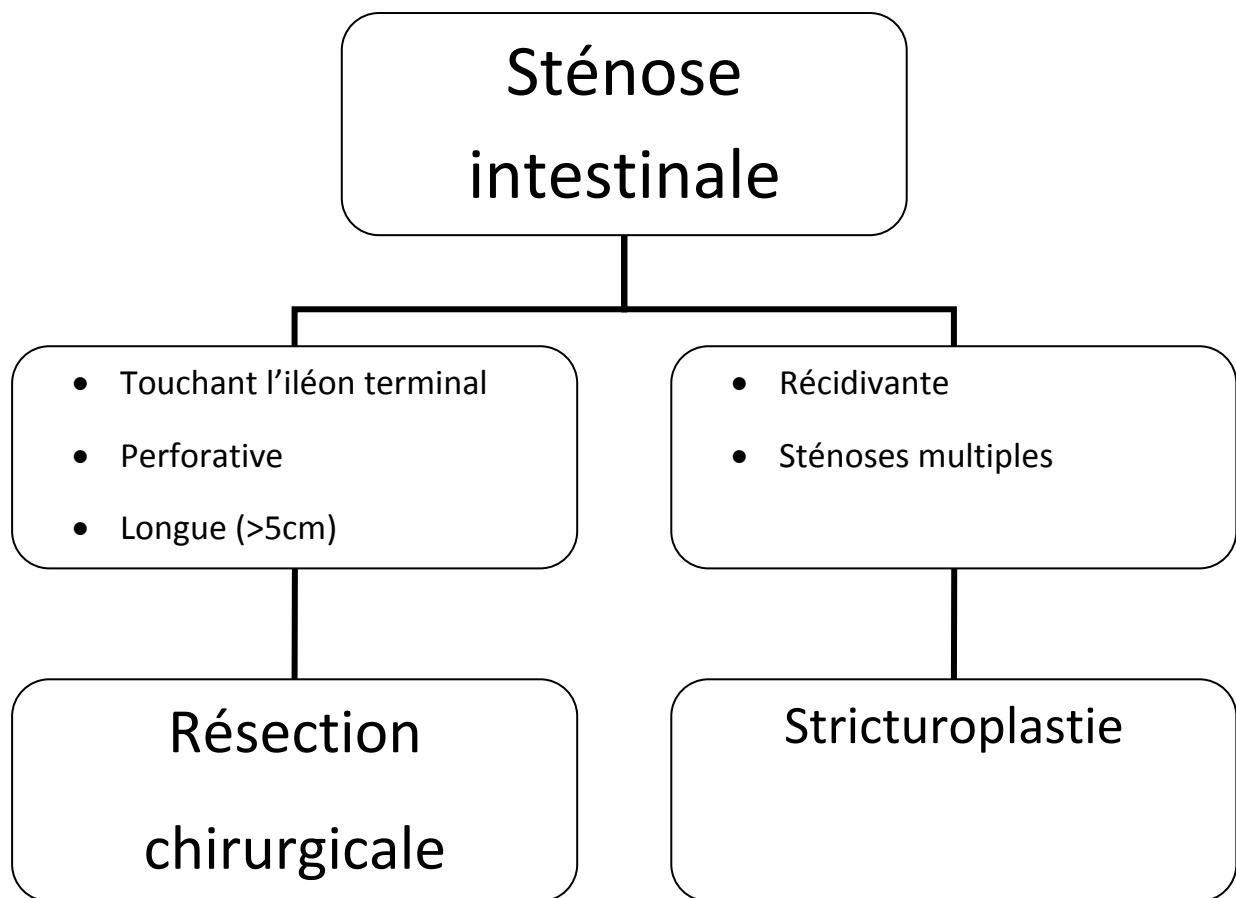 Sténose
intestinale
• Touchant l’iléon terminal
• Perforative
• Longue (>5cm)
• Récidivante
• Sténoses multiples
Résection
chirurgicale
Stricturoplastie